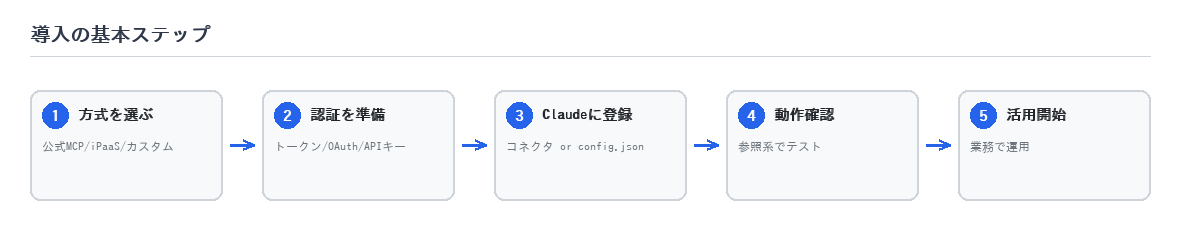 導入の基本ステップ
1 方式を選ぶ
公式MCP/iPaaS/カスタム
2 認証を準備
トークン/OAuth/APIキー
3 Claudeに登録
コネクタ or config.json
4 動作確認
参照系でテスト
5 活用開始
業務で運用